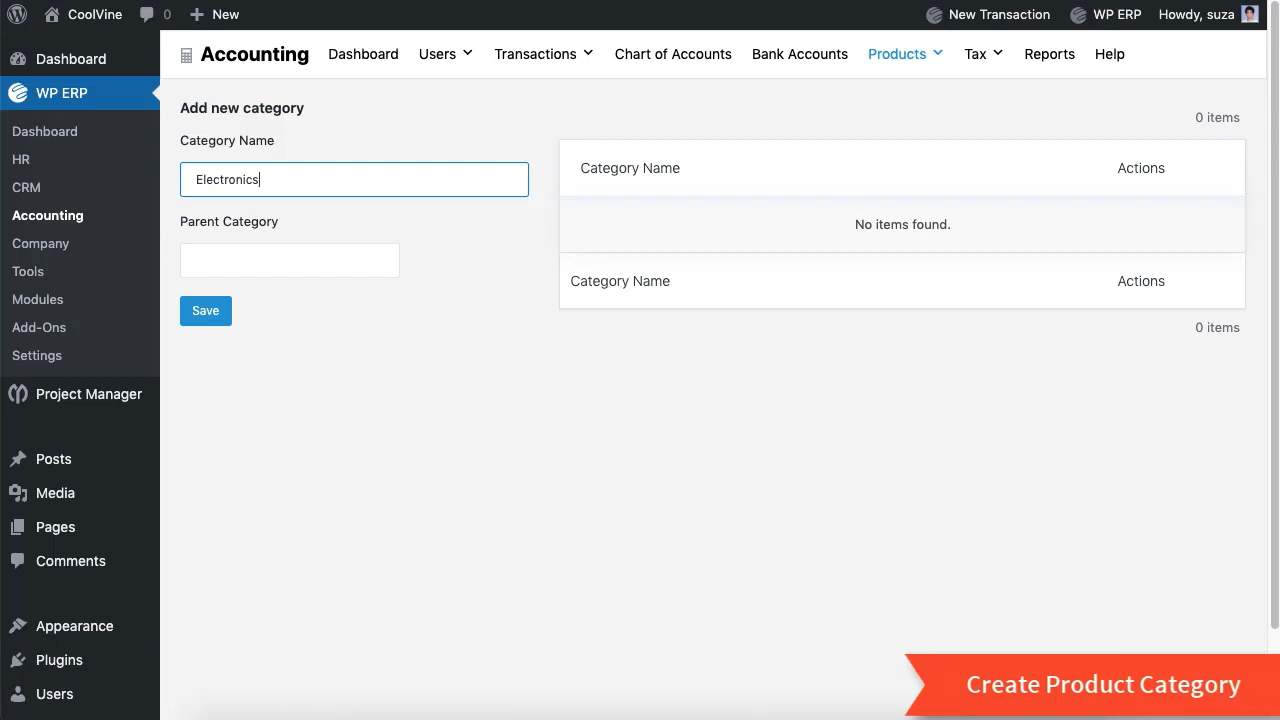 CoolVine 0 New New Transaction WP ERP Howdy, suza
Accounting Dashboard Users Transactions Chart of Accounts Bank Accounts Products Tax Reports Help
Dashboard
WP ERP
Dashboard
HR
CRM
Accounting
Company
Tools
Modules
Add-Ons
Settings
Project Manager
Posts
Media
Pages
Comments
Appearance
Plugins
Users
Add new category
Category Name
Electronics
Parent Category
Save
0 items
Category Name Actions
No items found.
Category Name Actions
0 items
Create Product Category